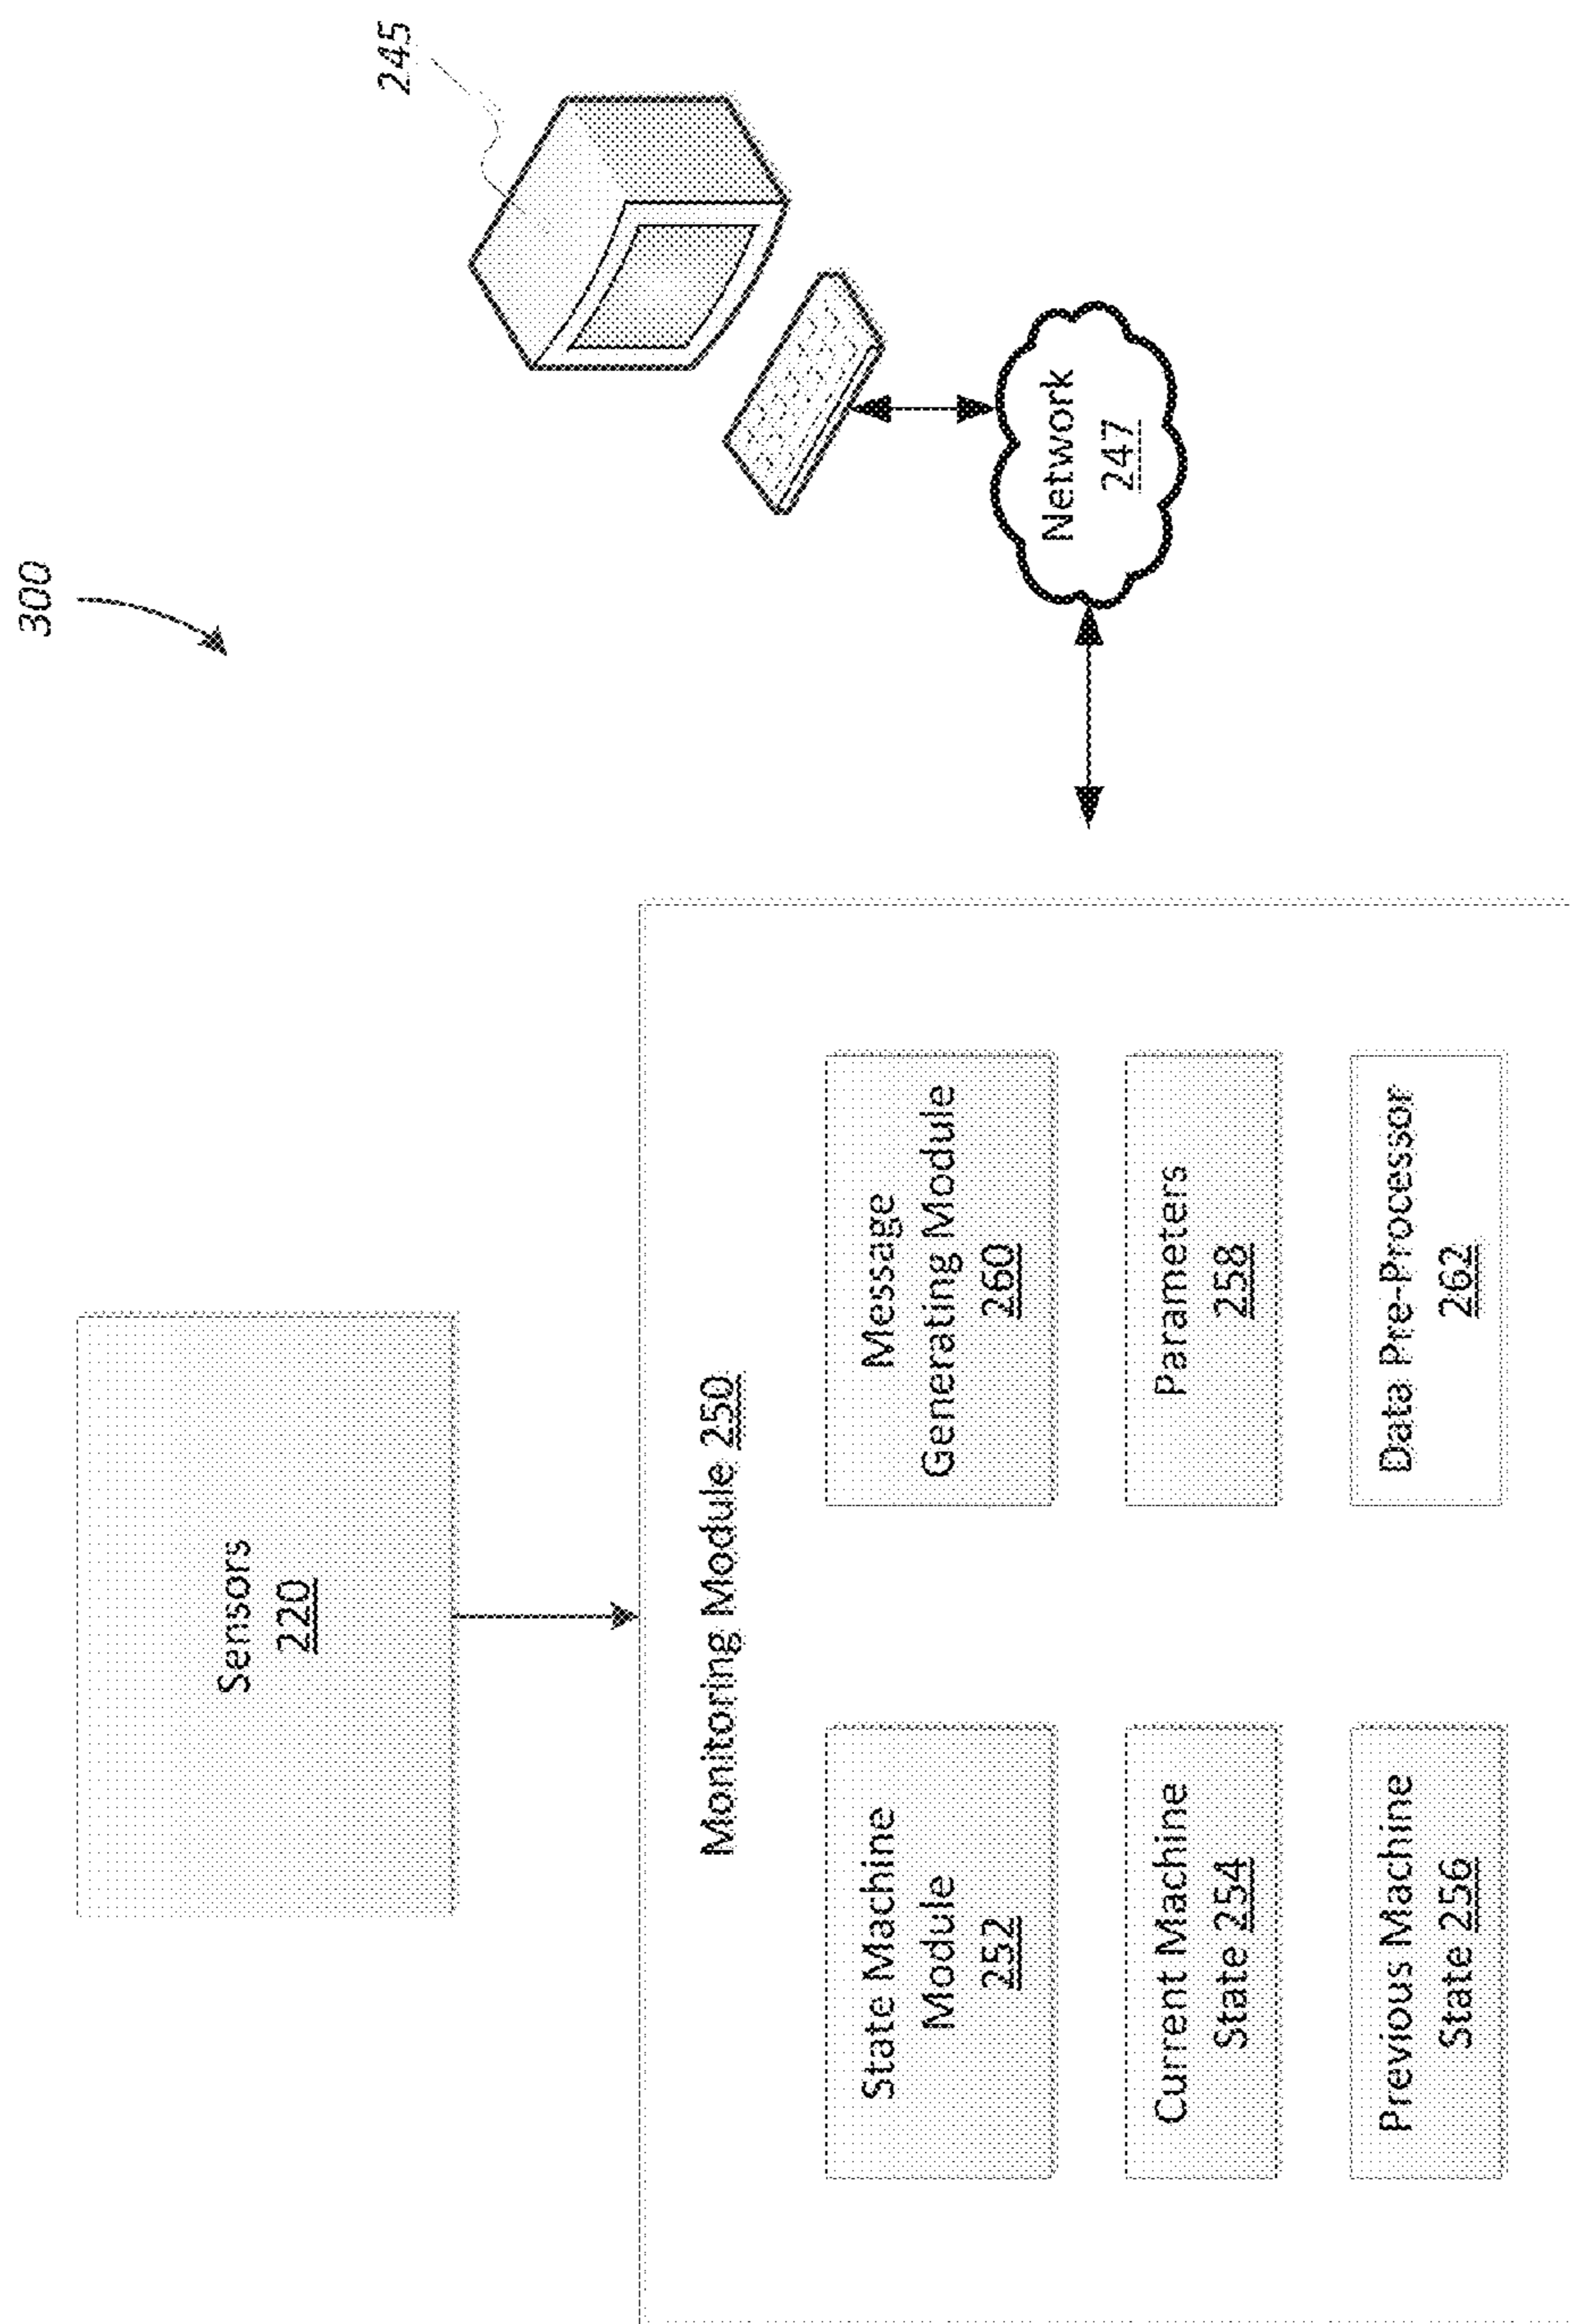 300
245
Sensors
220
Monitoring Module 250
State Machine
Module
252
Message
Generating Module
260
Current Machine
State 254
Parameters
258
Previous Machine
State 256
Data Pre-Processor
262
Network
247